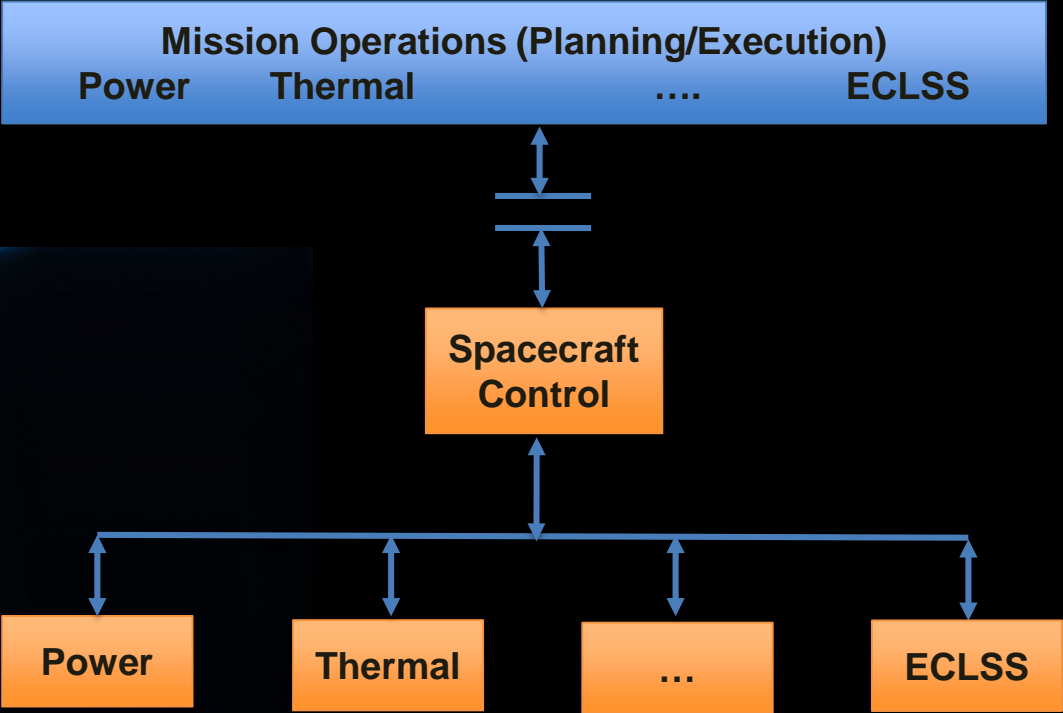 Mission Operations (Planning/Execution)
Power Thermal …. ECLSS
Spacecraft
Control
Power
Thermal
…
ECLSS